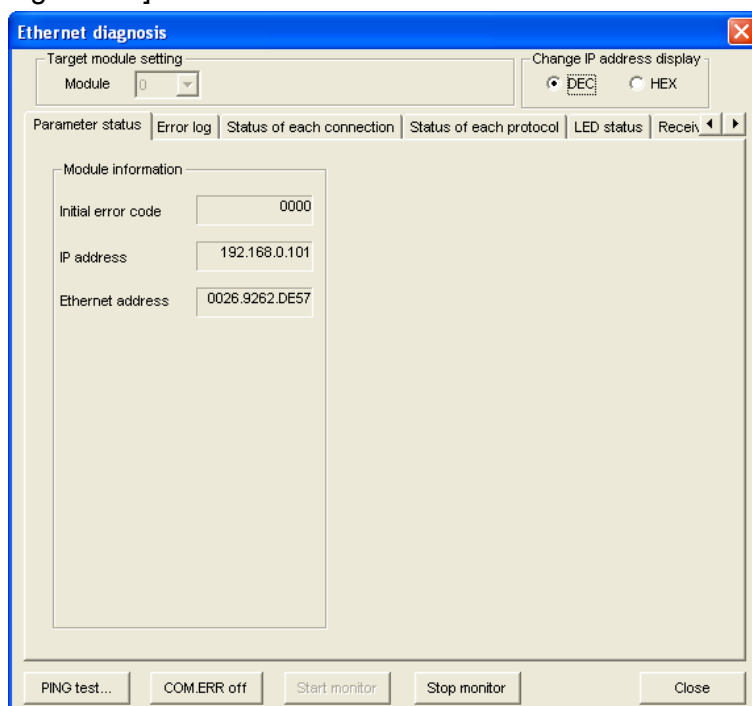 Ethernet diagnosis
Target module setting
Change IP address display
Module 0
DEC HEX
Parameter status Error log Status of each connection Status of each protocol LED status Receiv
Module information
Initial error code 0000
IP address 192.168.0.101
Ethernet address 0026.9262.DE57
PING test... COM.ERR off Start monitor Stop monitor Close